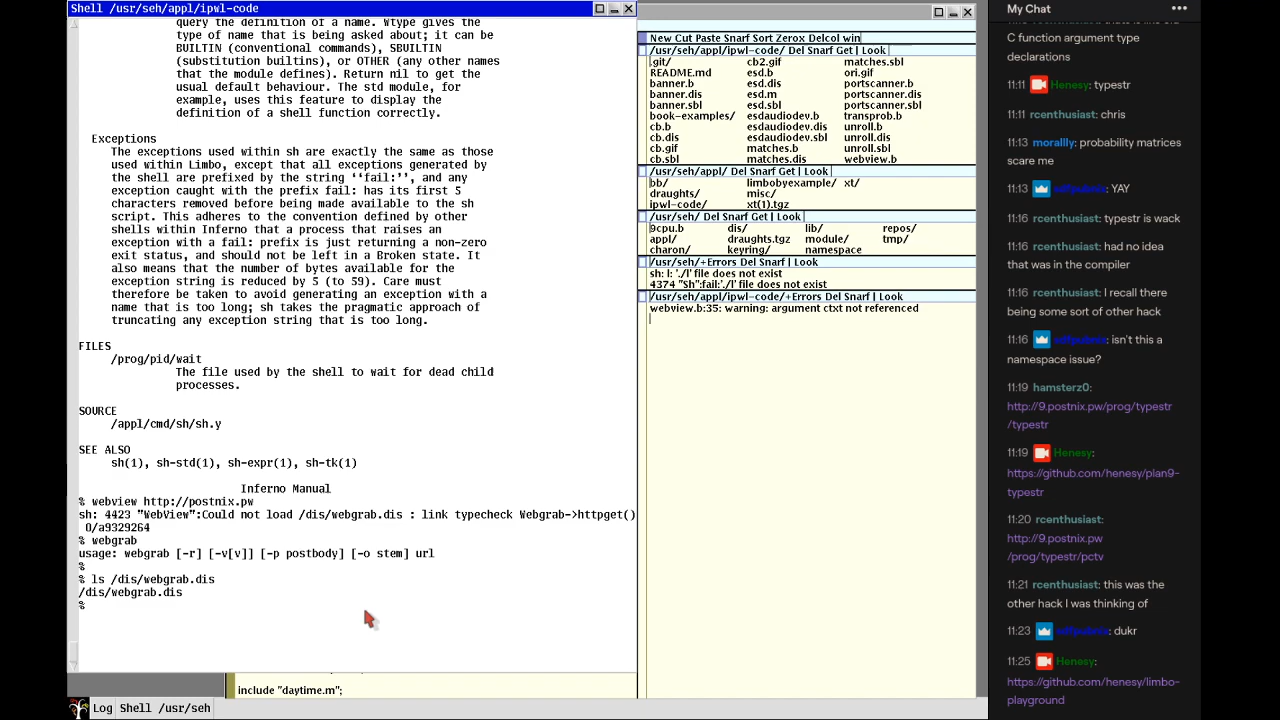 Shell /usr/seh/appl/ipwl-code
query the definition of a name. Wtype gives the
type of name that is being asked about; it can be
BUILTIN (conventional commands), SBUILTIN
(substitution builtins), or OTHER (any other names
that the module defines). Return nil to get the
usual default behaviour. The std module, for
example, uses this feature to display the
definition of a shell function correctly.
Exceptions
The exceptions used within sh are exactly the same as those
used within Limbo, except that all exceptions generated by
the shell are prefixed by the string ``fail:'', and any
exception caught with the prefix fail: has its first 5
characters removed before being made available to the sh
script. This adheres to the convention defined by other
shells within Inferno that a process that raises an
exception with a fail: prefix is just returning a non-zero
exit status, and should not be left in a Broken state. It
also means that the number of bytes available for the
exception string is reduced by 5 (to 59). Care must
therefore be taken to avoid generating an exception with a
name that is too long; sh takes the pragmatic approach of
truncating any exception string that is too long.
FILES
/prog/pid/wait
The file used by the shell to wait for dead child
processes.
SOURCE
/appl/cmd/sh/sh.y
SEE ALSO
sh(1), sh-std(1), sh-expr(1), sh-tk(1)
Inferno Manual
% webview http://postnix.pw
sh: 4423 "WebView":Could not load /dis/webgrab.dis : link typecheck Webgrab->httpget()
0/a9329264
% webgrab
usage: webgrab [-r] [-v[v]] [-p postbody] [-o stem] url
%
% ls /dis/webgrab.dis
/dis/webgrab.dis
%
include "daytime.m";
Log Shell /usr/seh
New Cut Paste Snarf Sort Zerox Delcol win
/usr/seh/appl/ipwl-code/ Del Snarf Get | Look
.git/ cb2.gif matches.sbl
README.md esd.b ori.gif
banner.b esd.dis portscanner.b
banner.dis esd.m portscanner.dis
banner.sbl esd.sbl portscanner.sbl
book-examples/ esdaudiodev.b transprob.b
cb.b esdaudiodev.dis unroll.b
cb.dis esdaudiodev.sbl unroll.dis
cb.gif matches.b unroll.sbl
cb.sbl matches.dis webview.b
/usr/seh/appl/ Del Snarf Get | Look
bb/ limbobyexample/ xt/
draughts/ misc/
ipwl-code/ xt(1).tgz
/usr/seh/ Del Snarf Get | Look
9cpu.b dis/ lib/ repos/
appl/ draughts.tgz module/ tmp/
charon/ keyring/ namespace
/usr/seh/+Errors Del Snarf | Look
sh: l: './l' file does not exist
4374 "Sh":fail:'./l' file does not exist
/usr/seh/appl/ipwl-code/+Errors Del Snarf | Look
webview.b:35: warning: argument ctxt not referenced
My Chat
C function argument type
declarations
11:11 Henesy: typestr
11:11 rcenthusiast: chris
11:13 morallly: probability matrices
scare me
11:13 : YAY
11:16 rcenthusiast: typestr is wack
11:16 rcenthusiast: had no idea
that was in the compiler
11:16 rcenthusiast: I recall there
being some sort of other hack
11:16 : isn't this a
namespace issue?
11:19 hamsterz0:
http://9.postnix.pw/prog/typestr
/typestr
11:19 Henesy:
https://github.com/henesy/plan9-
typestr
11:20 rcenthusiast:
http://9.postnix.pw
/prog/typestr/pctv
11:21 rcenthusiast: this was the
other hack I was thinking of
11:23 : dukr
11:25 Henesy:
https://github.com/henesy/limbo-
playground